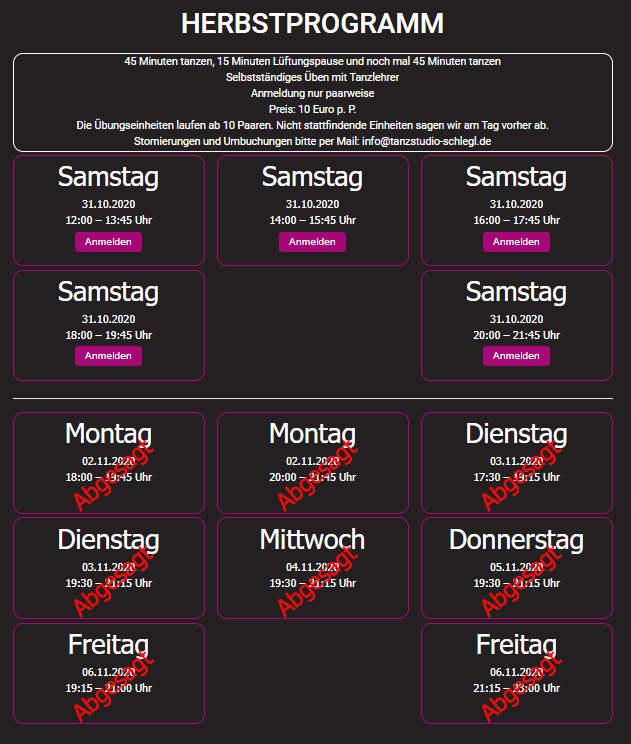 HERBSTPROGRAMM
45 Minuten tanzen, 15 Minuten Lüftungspause und noch mal 45 Minuten tanzen
Selbstständiges Üben mit Tanzlehrer
Anmeldung nur paarweise
Preis: 10 Euro p. P.
Die Übungseinheiten laufen ab 10 Paaren. Nicht stattfindende Einheiten sagen wir am Tag vorher ab.
Stornierungen und Umbuchungen bitte per Mail: info@tanzstudio-schlegl.de
Samstag
31.10.2020
12:00 – 13:45 Uhr
Anmelden
Samstag
31.10.2020
14:00 – 15:45 Uhr
Anmelden
Samstag
31.10.2020
16:00 – 17:45 Uhr
Anmelden
Samstag
31.10.2020
18:00 – 19:45 Uhr
Anmelden
Samstag
31.10.2020
20:00 – 21:45 Uhr
Anmelden
Montag
02.11.2020
18:00 – 19:45 Uhr
Abgesagt
Montag
02.11.2020
20:00 – 21:45 Uhr
Abgesagt
Dienstag
03.11.2020
17:30 – 19:15 Uhr
Abgesagt
Dienstag
03.11.2020
19:30 – 21:15 Uhr
Abgesagt
Mittwoch
04.11.2020
19:30 – 21:15 Uhr
Abgesagt
Donnerstag
05.11.2020
19:30 – 21:15 Uhr
Abgesagt
Freitag
06.11.2020
19:15 – 21:00 Uhr
Abgesagt
Freitag
06.11.2020
21:15 – 23:00 Uhr
Abgesagt